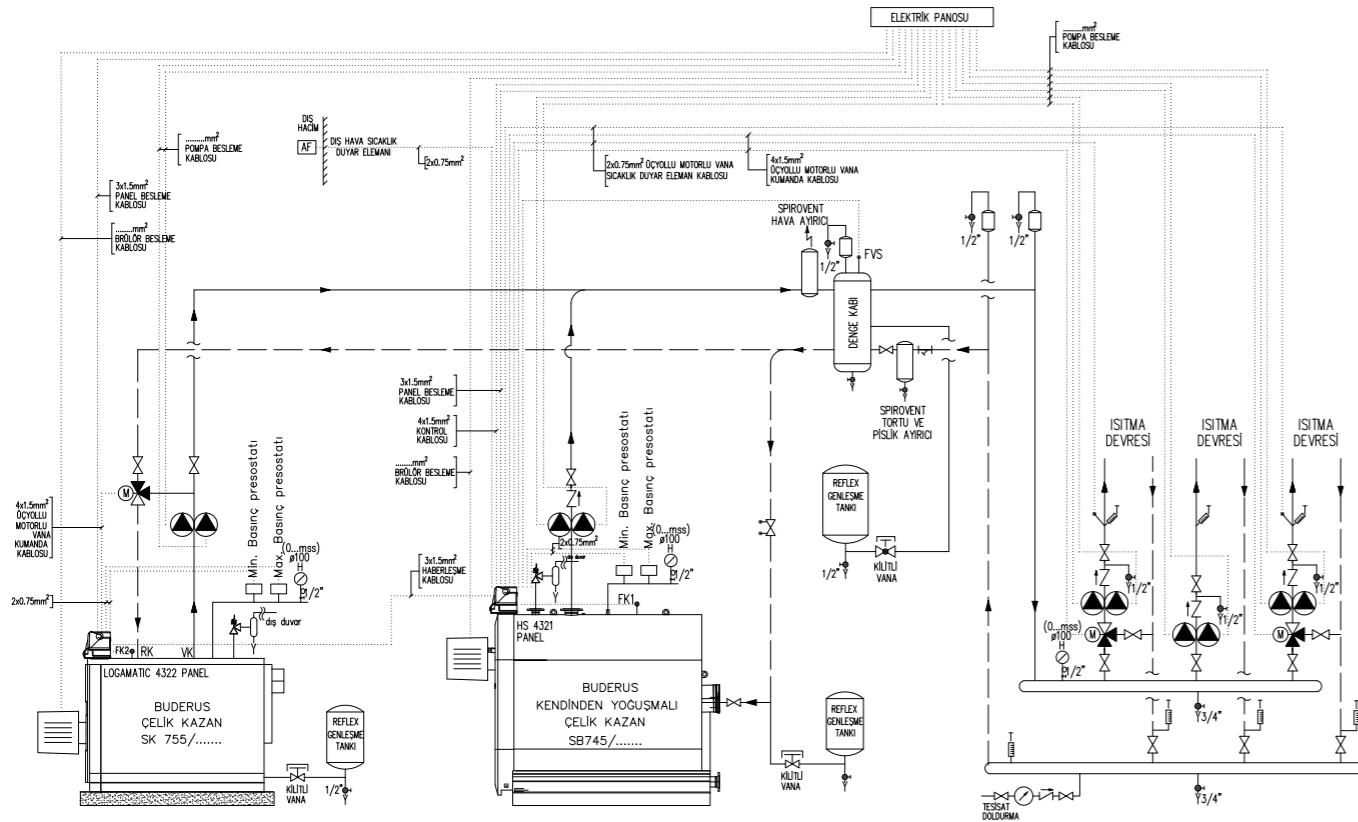 ELEKTRİK PANOSU
........mm²
POMPA BESLEME
KABLOSU
........mm²
POMPA BESLEME
KABLOSU
DIŞ
HACİM
AF
DIŞ HAVA SICAKLIK
DUYAR ELEMANI
2x0.75mm²
2x0.75mm² ÜÇYOLLU MOTORLU VANA
SICAKLIK DUYAR ELEMAN KABLOSU
4x1.5mm²
ÜÇYOLLU MOTORLU VANA
KUMANDA KABLOSU
3x1.5mm²
PANEL BESLEME
KABLOSU
........mm²
BRÜLÖR BESLEME
KABLOSU
SPIROVENT
HAVA AYIRICI
1/2"
FVS
1/2"
1/2"
DENGE KABI
SPIROVENT
TORTU VE
PİSLİK AYIRICI
3x1.5mm²
PANEL BESLEME
KABLOSU
4x1.5mm²
KONTROL
KABLOSU
........mm²
BRÜLÖR BESLEME
KABLOSU
ISITMA
DEVRESİ
ISITMA
DEVRESİ
ISITMA
DEVRESİ
4x1.5mm²
ÜÇYOLLU
MOTORLU
VANA
KUMANDA
KABLOSU
M
Min. Basınç presostatı
Max. Basınç presostatı
(0...mss)
ø100
H
1/2"
2x0.75mm²
dış duvar
3x1.5mm²
HABERLEŞME
KABLOSU
2x0.75mm²
dış duvar
Min. Basınç presostatı
Max. Basınç presostatı
(0...mss)
ø100
H
1/2"
REFLEX
GENLEŞME
TANKI
1/2"
KİLİTLİ
VANA
FK2
RK
VK
LOGAMATIC 4322 PANEL
BUDERUS
ÇELİK KAZAN
SK 755/.......
REFLEX
GENLEŞME
TANKI
KİLİTLİ
VANA
1/2"
FK1
HS 4321
PANEL
BUDERUS
KENDİNDEN YOĞUŞMALI
ÇELİK KAZAN
SB745/.......
REFLEX
GENLEŞME
TANKI
KİLİTLİ
VANA
1/2"
1/2"
1/2"
M
M
(0...mss)
ø100
H
1/2"
3/4"
3/4"
TESİSAT
DOLDURMA